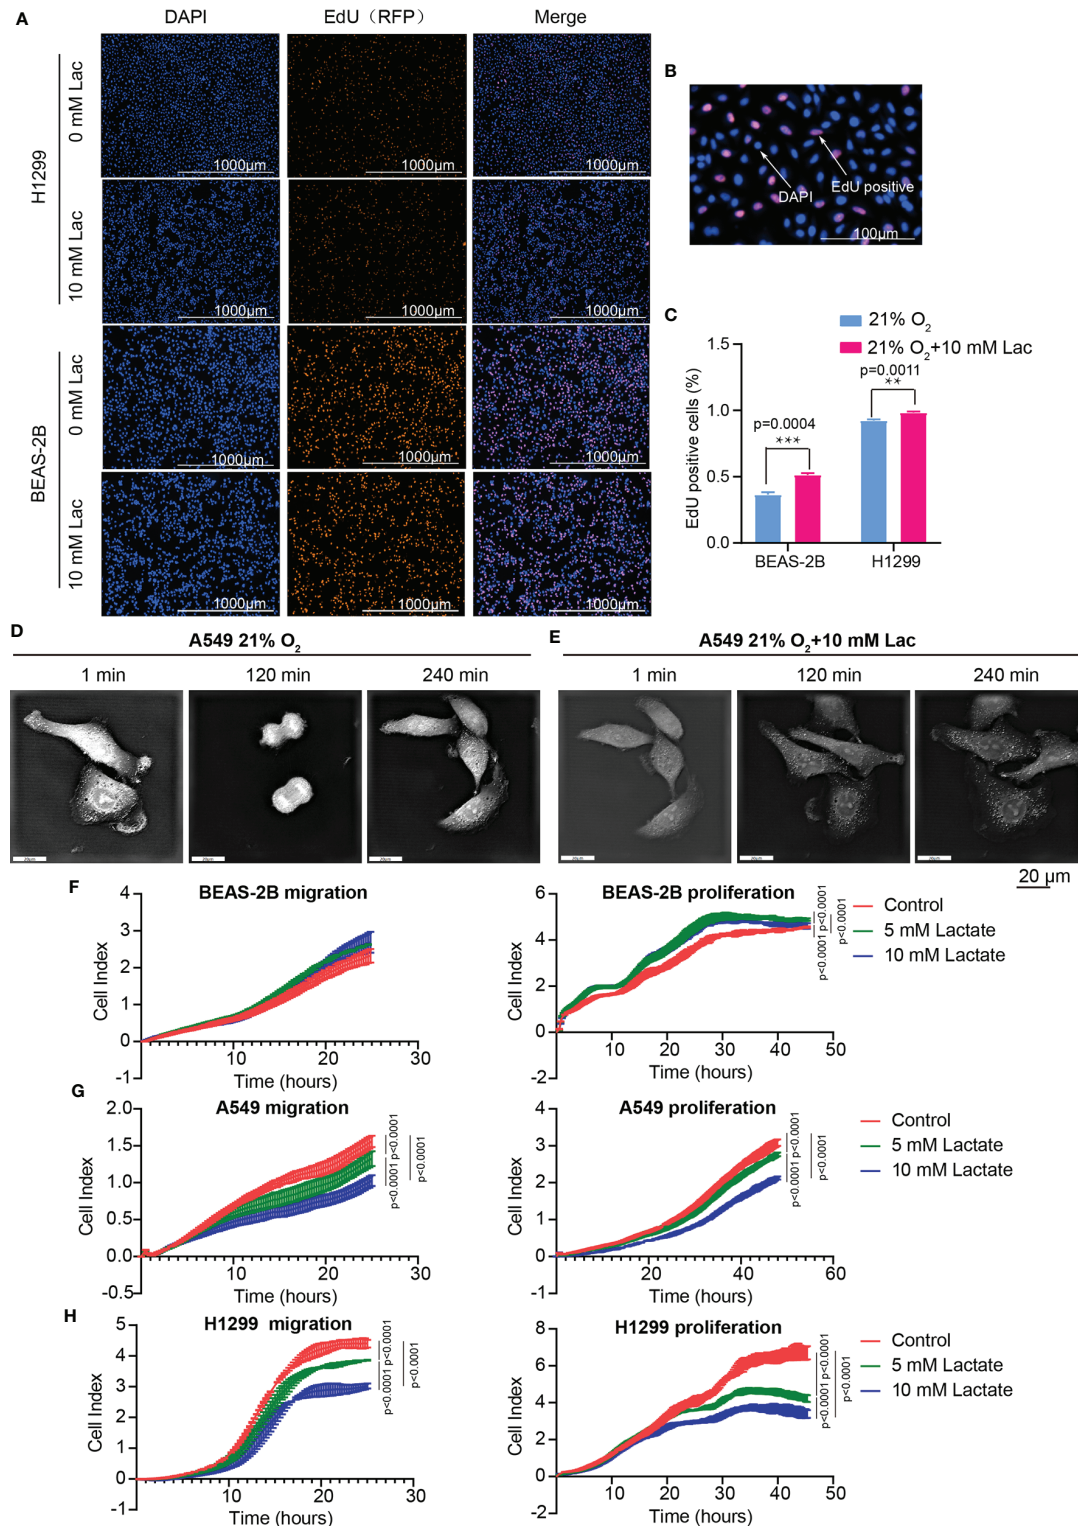 A
DAPI
EdU（RFP）
Merge
H1299
0 mM Lac
10 mM Lac
BEAS-2B
0 mM Lac
10 mM Lac
1000μm
1000μm
1000μm
1000μm
1000μm
1000μm
1000μm
1000μm
1000μm
1000μm
1000μm
1000μm
B
DAPI
EdU positive
100μm
C
21% O2
21% O2+10 mM Lac
EdU positive cells (%)
1.5
1.0
0.5
0.0
p=0.0004
***
p=0.0011
**
BEAS-2B
H1299
D
A549 21% O2
1 min
120 min
240 min
E
A549 21% O2+10 mM Lac
1 min
120 min
240 min
20μm
20μm
20μm
20μm
20μm
20μm
20 μm
F
BEAS-2B migration
Cell Index
4
3
2
1
0
-1
10
20
30
Time (hours)
BEAS-2B proliferation
Cell Index
6
4
2
0
-2
10
20
30
40
50
Time (hours)
p<0.0001
p<0.0001
p<0.0001
Control
5 mM Lactate
10 mM Lactate
G
A549 migration
Cell Index
2.0
1.5
1.0
0.5
0.0
-0.5
10
20
30
Time (hours)
p<0.0001
p<0.0001
p<0.0001
A549 proliferation
Cell Index
4
3
2
1
0
-1
20
40
60
Time (hours)
p<0.0001
p<0.0001
p<0.0001
Control
5 mM Lactate
10 mM Lactate
H
H1299 migration
Cell Index
5
4
3
2
1
0
-1
10
20
30
Time (hours)
p<0.0001
p<0.0001
p<0.0001
H1299 proliferation
Cell Index
8
6
4
2
0
-2
10
20
30
40
50
Time (hours)
p<0.0001
p<0.0001
p<0.0001
Control
5 mM Lactate
10 mM Lactate